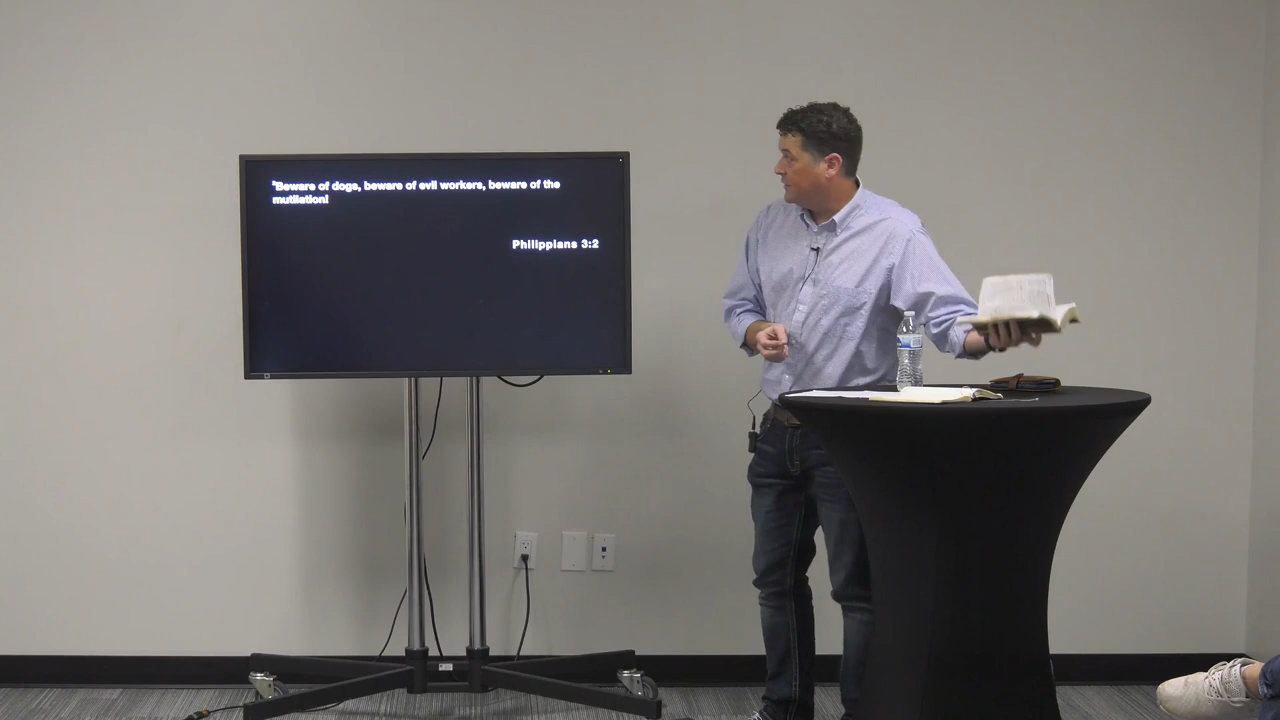 "Beware of dogs, beware of evil workers, beware of the
mutilation!
Philippians 3:2